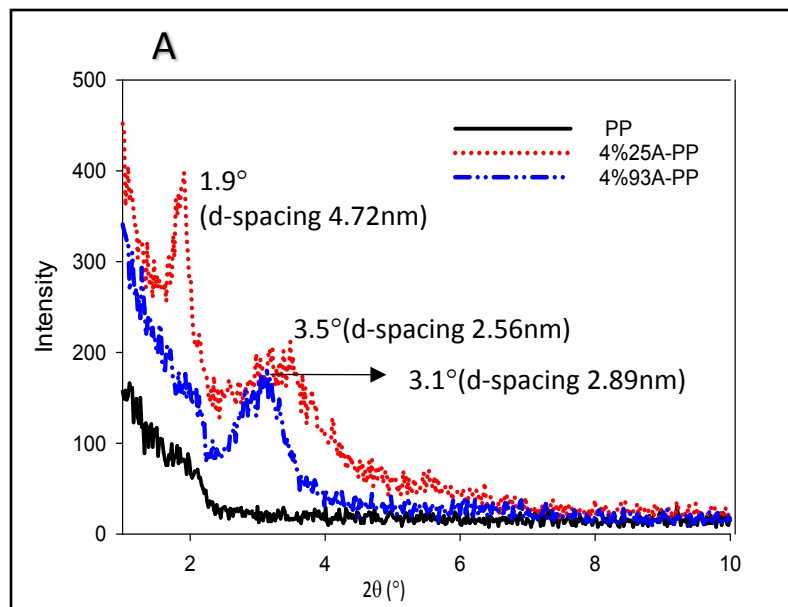 A
500
400
300
200
100
0
Intensity
PP
4%25A-PP
4%93A-PP
1.9°
(d-spacing 4.72nm)
3.5°(d-spacing 2.56nm)
3.1°(d-spacing 2.89nm)
2 4 6 8 10
2θ (°)